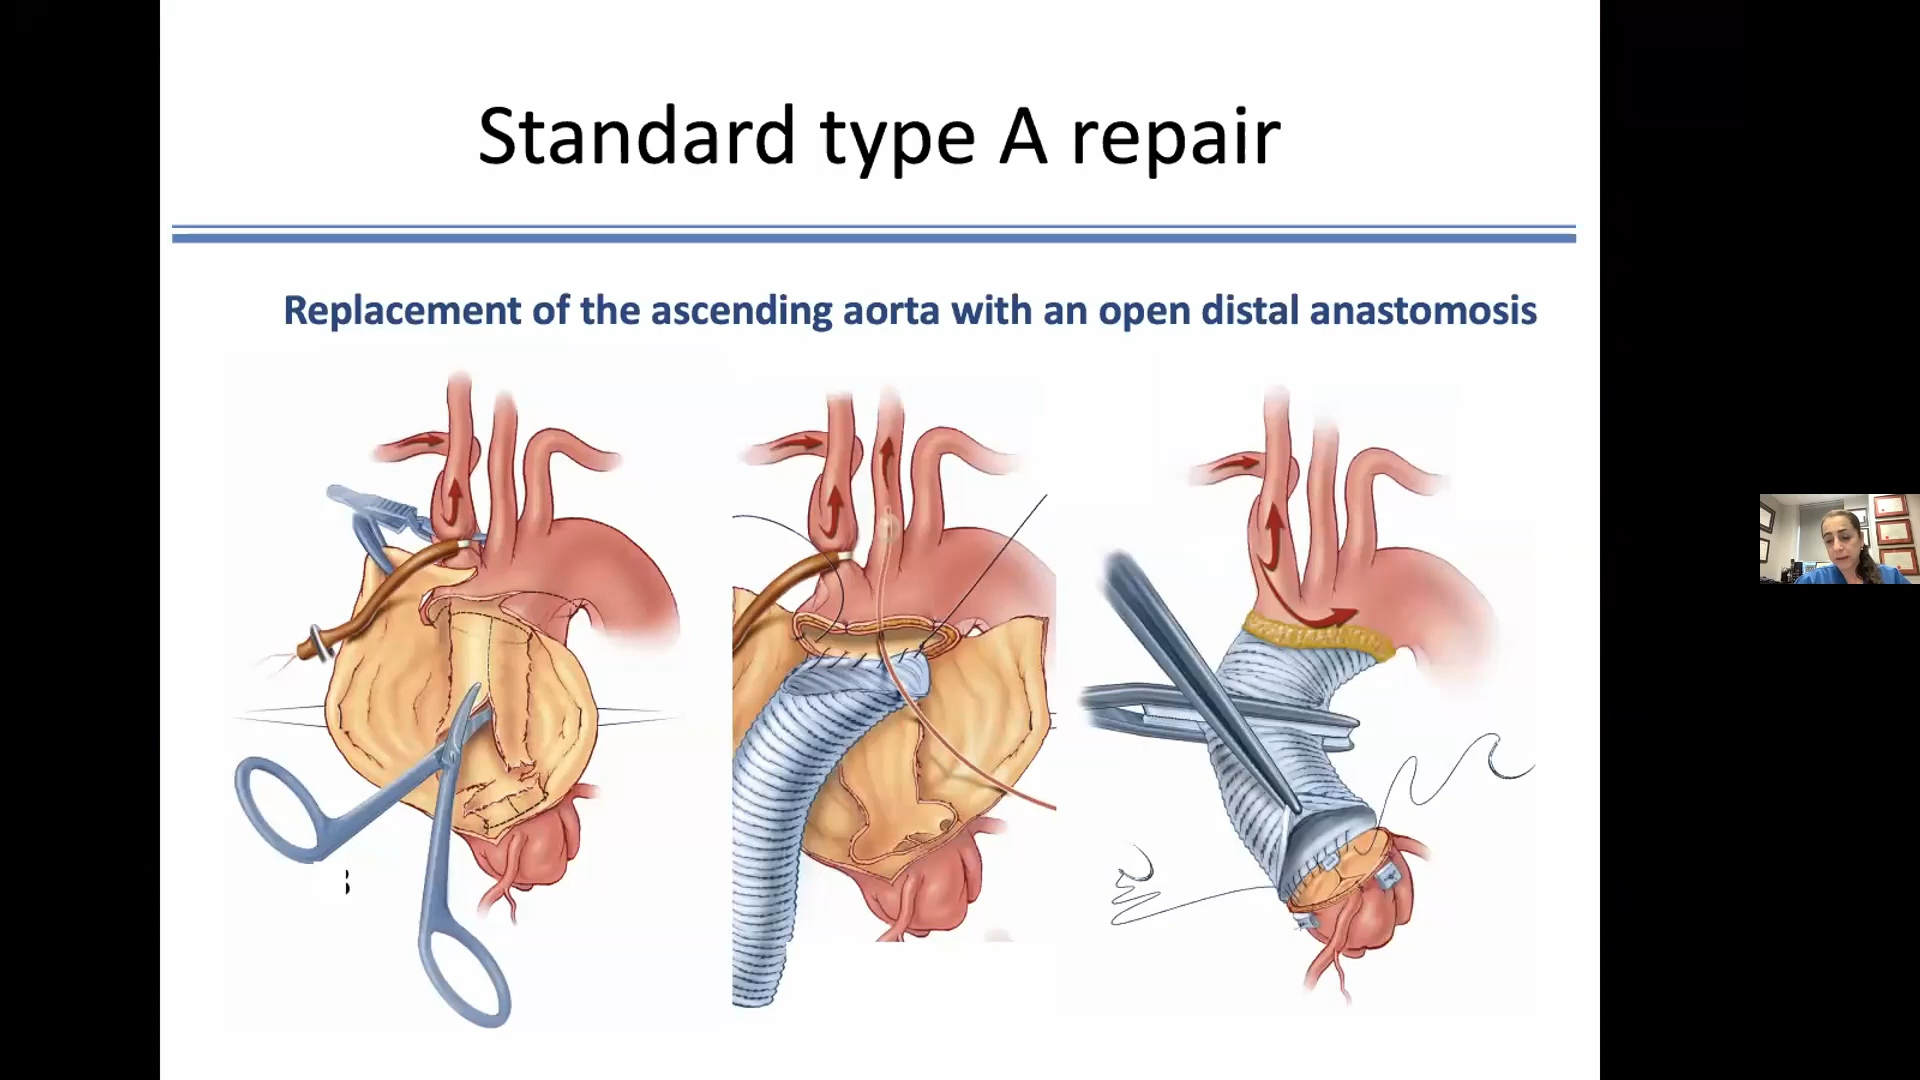 Standard type A repair
Replacement of the ascending aorta with an open distal anastomosis